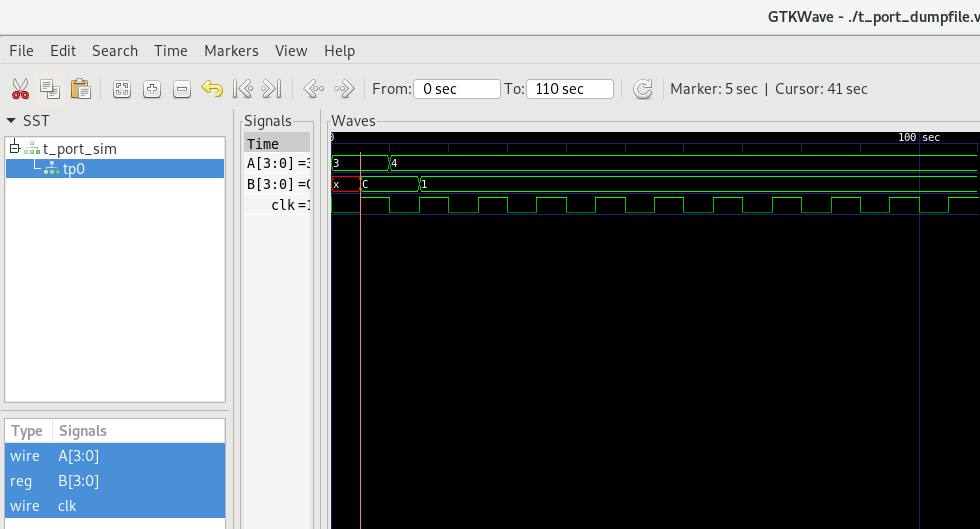 GTKWave - ./t_port_dumpfile.v
File Edit Search Time Markers View Help
From: 0 sec To: 110 sec Marker: 5 sec | Cursor: 41 sec
SST
t_port_sim
tp0
Type Signals
wire A[3:0]
reg B[3:0]
wire clk
Signals
Time
A[3:0] =3
B[3:0] =C
clk =1
Waves
0 100 sec
3 4
x C 1